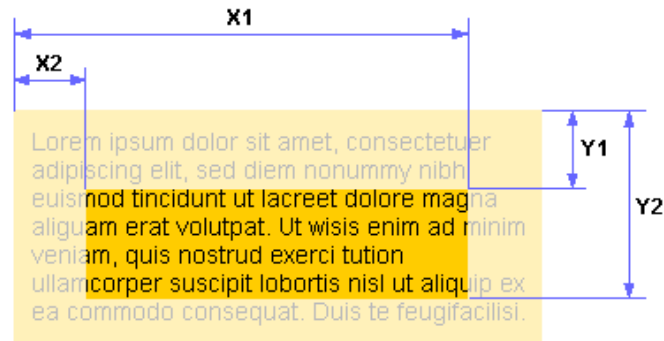 X1
X2
Lorem ipsum dolor sit amet, consectetuer
adipiscing elit, sed diem nonummy nibh
euismod tincidunt ut lacreet dolore magna
aliguam erat volutpat. Ut wisis enim ad minim
veniam, quis nostrud exerci tution
ullamcorper suscipit lobortis nisl ut aliquip ex
ea commodo consequat. Duis te feugifacilisi.
Y1
Y2